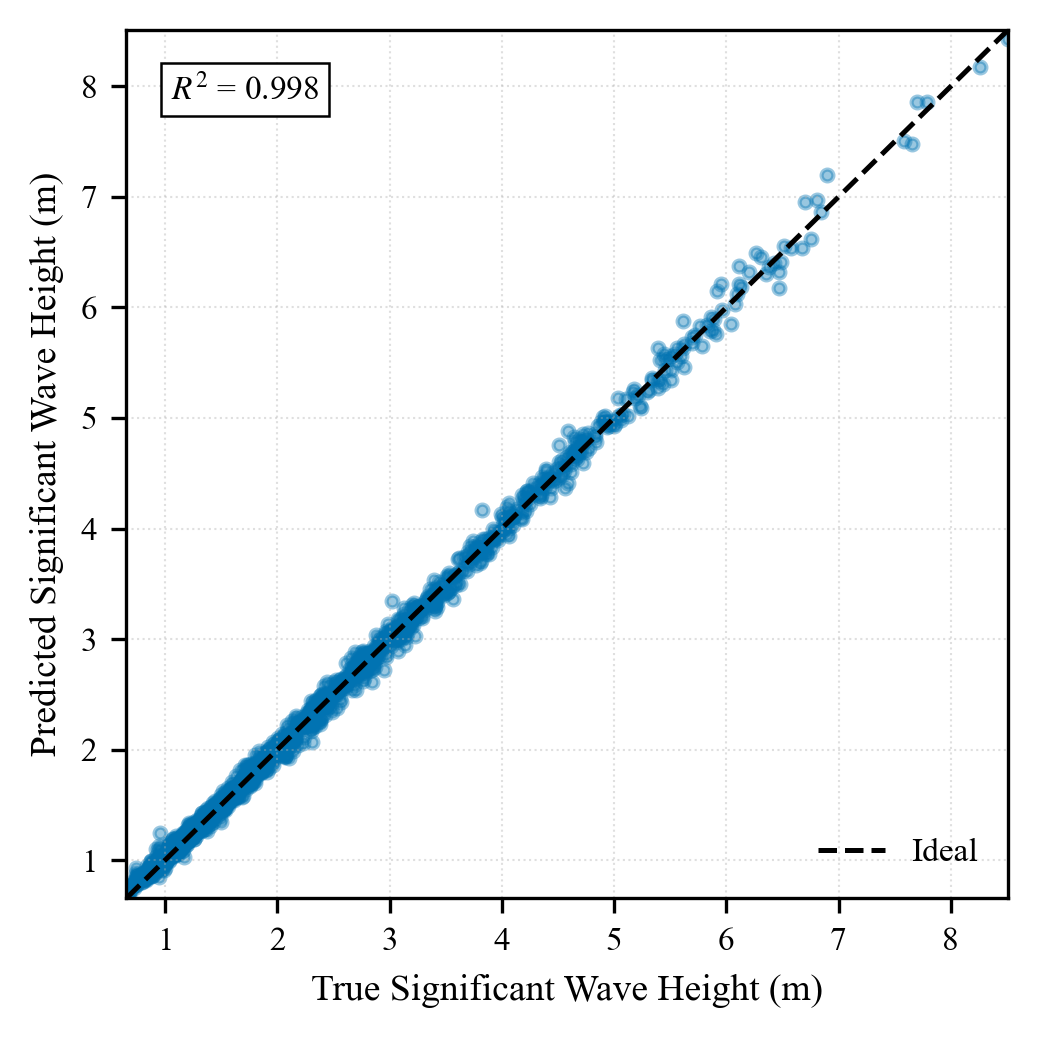 R² = 0.998
8
7
6
5
4
3
2
1
Predicted Significant Wave Height (m)
Ideal
1 2 3 4 5 6 7 8
True Significant Wave Height (m)